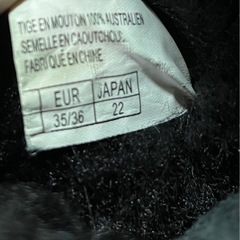 TIGE EN MOUTON 100% AUSTRALIEN
SEMELLE EN CAOUTCHOUC
FABRIQUÉ EN CHINE
EUR JAPAN
35/36 22